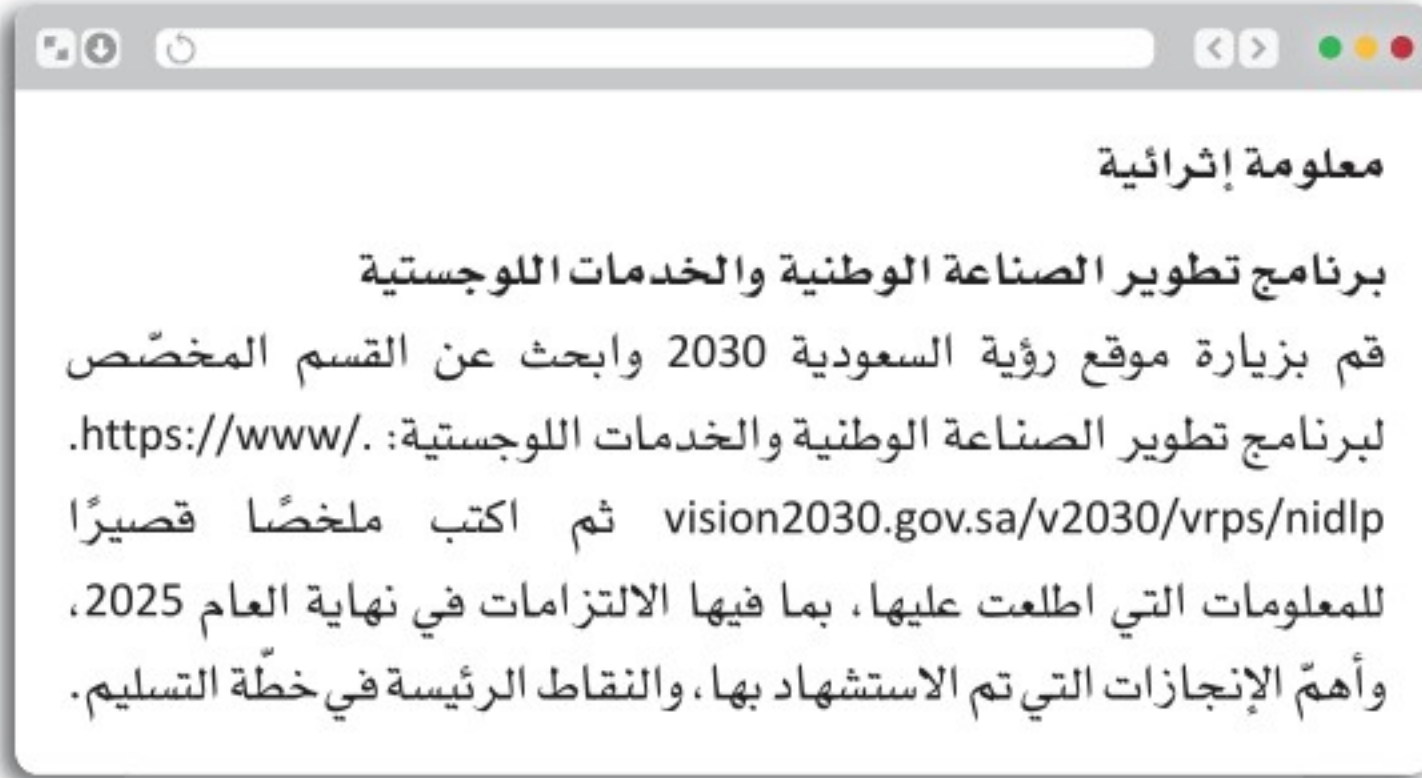 معلومة إثرائية
برنامج تطوير الصناعة الوطنية والخدمات اللوجستية
قم بزيارة موقع رؤية السعودية 2030 وابحث عن القسم المخصّص
لبرنامج تطوير الصناعة الوطنية والخدمات اللوجستية: https://www/.‎.
vision2030.gov.sa/v2030/vrps/nidlp ثم اكتب ملخصًا قصيرًا
للمعلومات التي اطلعت عليها، بما فيها الالتزامات في نهاية العام 2025،
وأهمّ الإنجازات التي تم الاستشهاد بها، والنقاط الرئيسة في خطّة التسليم.